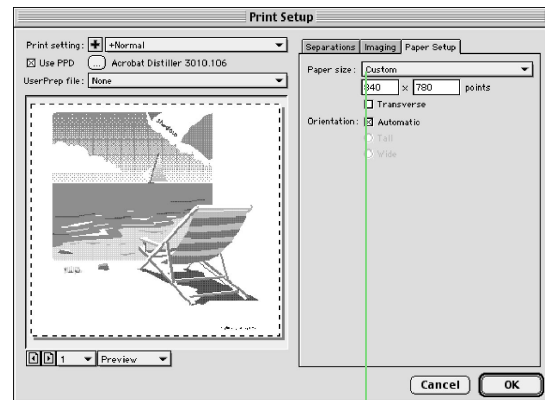 Print Setup
Print setting: +Normal
Use PPD ... Acrobat Distiller 3010.106
UserPrep file: None
Separations Imaging Paper Setup
Paper size: Custom
840 × 780 points
Transverse
Orientation: Automatic
Tall
Wide
1 Preview
Cancel OK